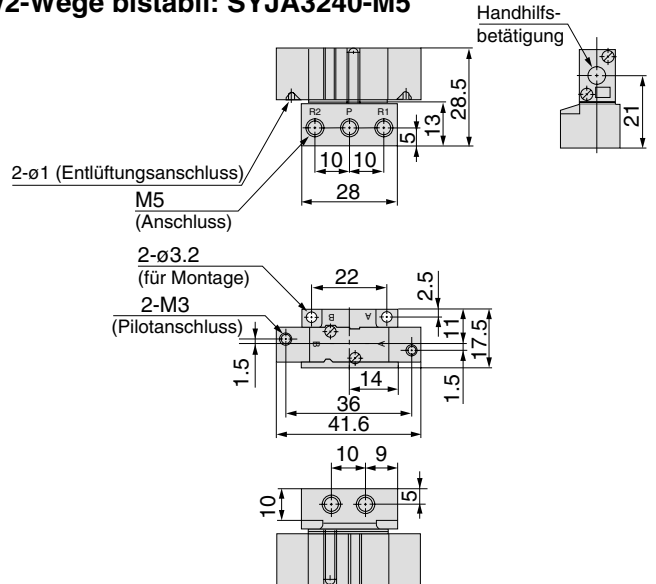 /2-Wege bistabil: SYJA3240-M5
Handhilfs-
betätigung
R2 P R1
28.5
13
5
21
10 10
28
2-ø1 (Entlüftungsanschluss)
M5
(Anschluss)
2-ø3.2
(für Montage)
22
2.5
2-M3
(Pilotanschluss)
B A
B A
11
17.5
1.5
14
1.5
36
41.6
10 9
10
5